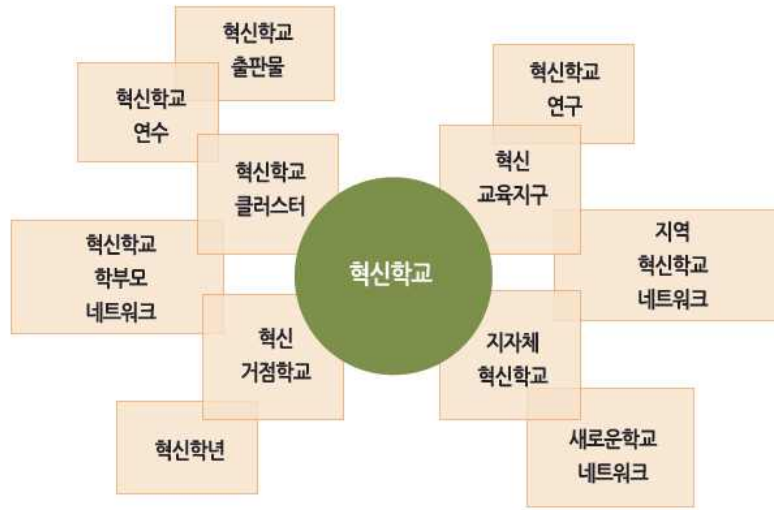 혁신학교
출판물
혁신학교
연수
혁신학교
클러스터
혁신학교
학부모
네트워크
혁신
거점학교
혁신학년
혁신학교
혁신학교
연구
혁신
교육지구
지역
혁신학교
네트워크
지자체
혁신학교
새로운학교
네트워크